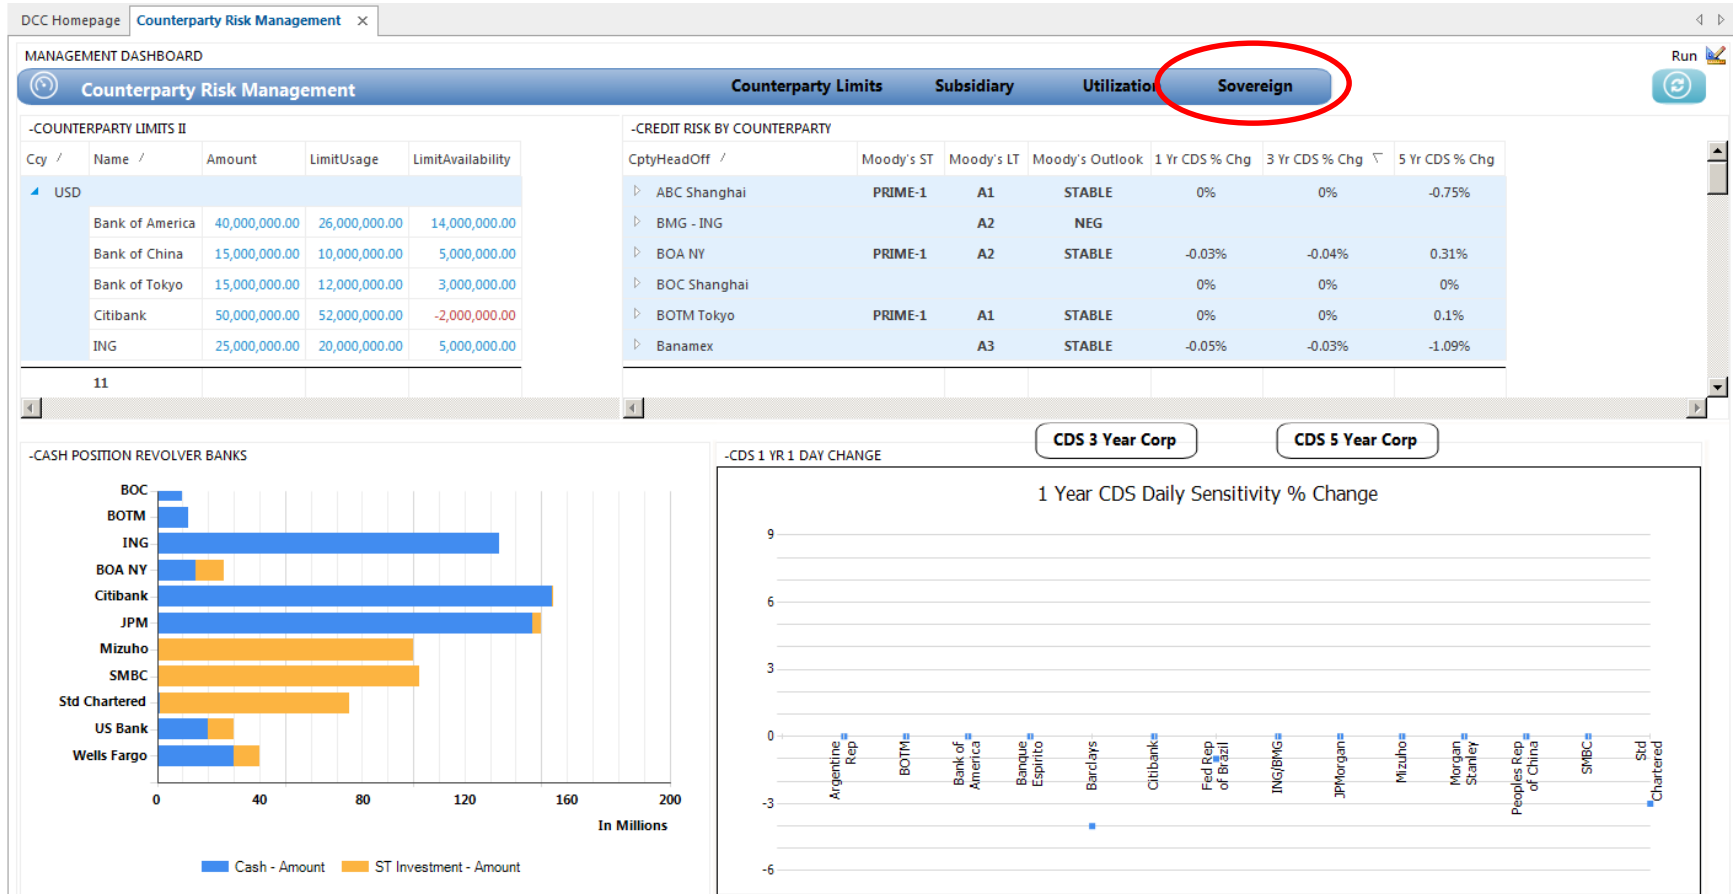 DCC Homepage Counterparty Risk Management ×
MANAGEMENT DASHBOARD Run
Counterparty Risk Management Counterparty Limits Subsidiary Utilization Sovereign
-COUNTERPARTY LIMITS II
Ccy Name Amount LimitUsage LimitAvailability
USD
Bank of America 40,000,000.00 26,000,000.00 14,000,000.00
Bank of China 15,000,000.00 10,000,000.00 5,000,000.00
Bank of Tokyo 15,000,000.00 12,000,000.00 3,000,000.00
Citibank 50,000,000.00 52,000,000.00 -2,000,000.00
ING 25,000,000.00 20,000,000.00 5,000,000.00
11
-CREDIT RISK BY COUNTERPARTY
CptyHeadOff Moody's ST Moody's LT Moody's Outlook 1 Yr CDS % Chg 3 Yr CDS % Chg 5 Yr CDS % Chg
ABC Shanghai PRIME-1 A1 STABLE 0% 0% -0.75%
BMG - ING A2 NEG
BOA NY PRIME-1 A2 STABLE -0.03% -0.04% 0.31%
BOC Shanghai 0% 0% 0%
BOTM Tokyo PRIME-1 A1 STABLE 0% 0% 0.1%
Banamex A3 STABLE -0.05% -0.03% -1.09%
-CASH POSITION REVOLVER BANKS
BOC
BOTM
ING
BOA NY
Citibank
JPM
Mizuho
SMBC
Std Chartered
US Bank
Wells Fargo
0 40 80 120 160 200
In Millions
Cash - Amount ST Investment - Amount
CDS 3 Year Corp CDS 5 Year Corp
-CDS 1 YR 1 DAY CHANGE
1 Year CDS Daily Sensitivity % Change
9
6
3
0
-3
-6
Argentine Rep
BOTM
Bank of America
Banque Espirito
Barclays
Citibank
Fed Rep of Brazil
ING/BMG
JPMorgan
Mizuho
Morgan Stanley
Peoples Rep of China
SMBC
Std Chartered